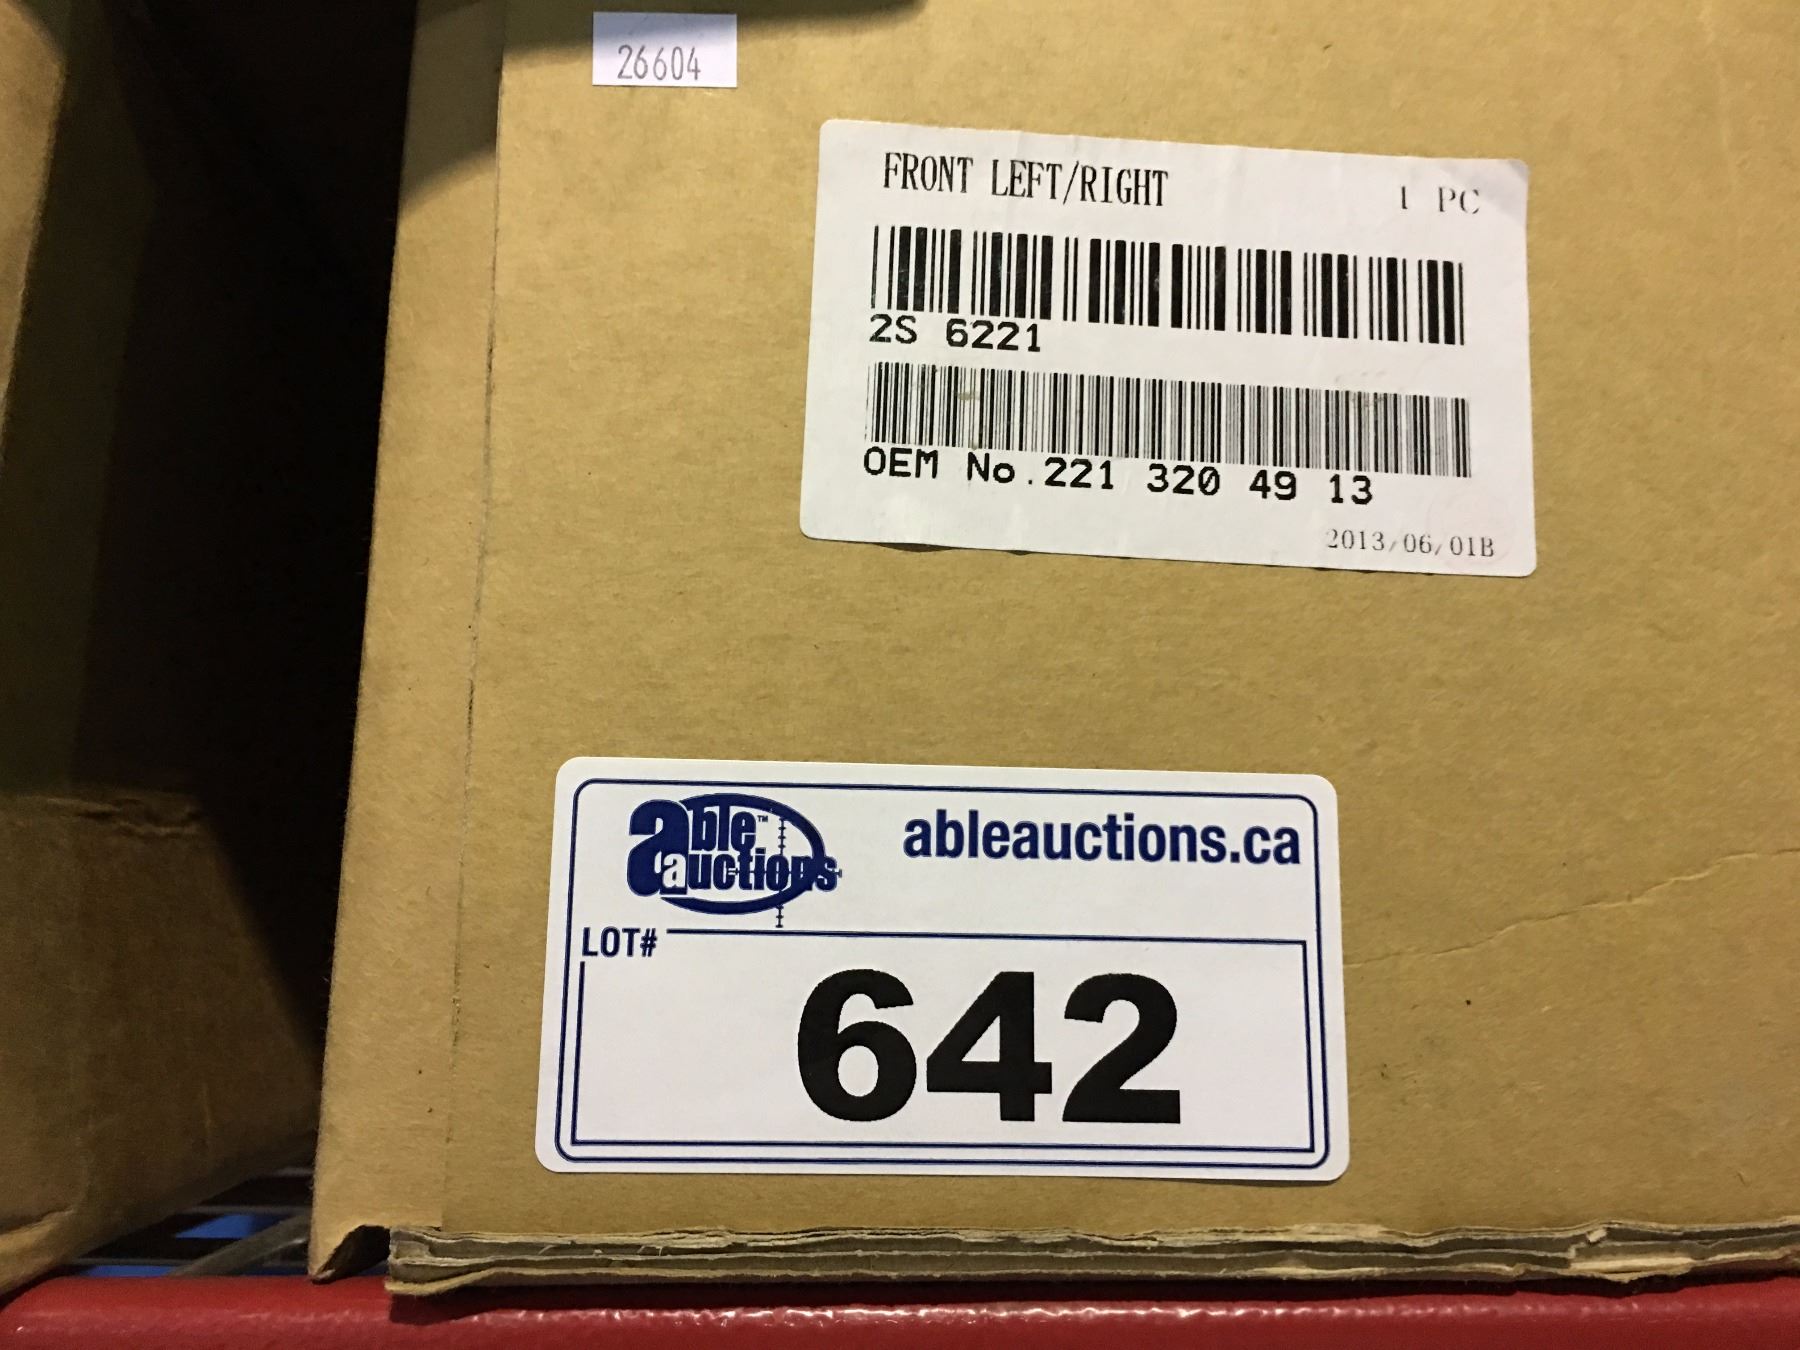 26604
FRONT LEFT/RIGHT 1 PC
2S 6221
OEM No.221 320 49 13
2013/06/01B
able™ auctions
ableauctions.ca
LOT#
642